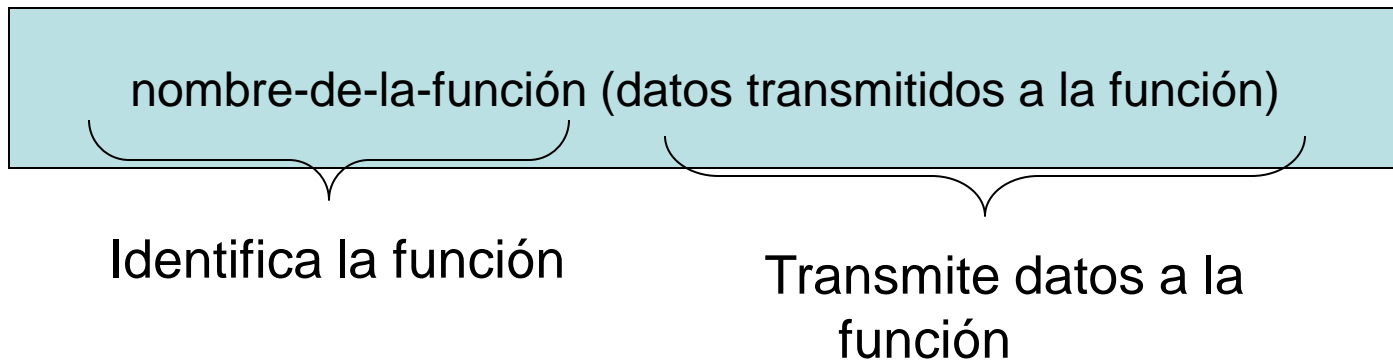 nombre-de-la-función (datos transmitidos a la función)
Identifica la función
Transmite datos a la
función